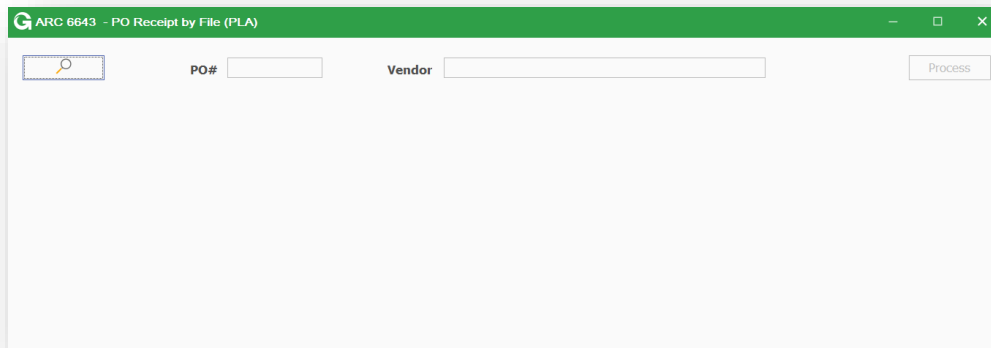 ARC 6643 - PO Receipt by File (PLA)
PO# Vendor Process